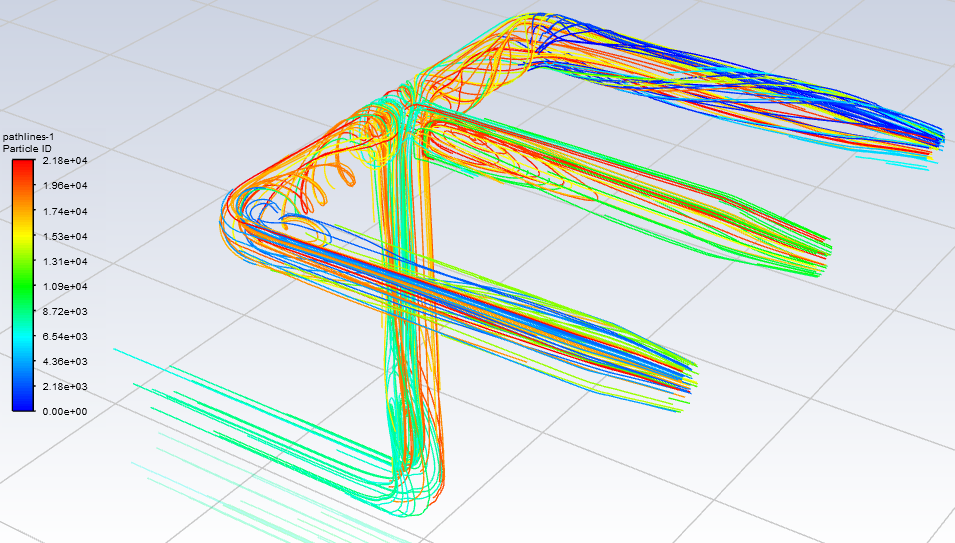 pathlines-1
Particle ID
2.18e+04
1.96e+04
1.74e+04
1.53e+04
1.31e+04
1.09e+04
8.72e+03
6.54e+03
4.36e+03
2.18e+03
0.00e+00